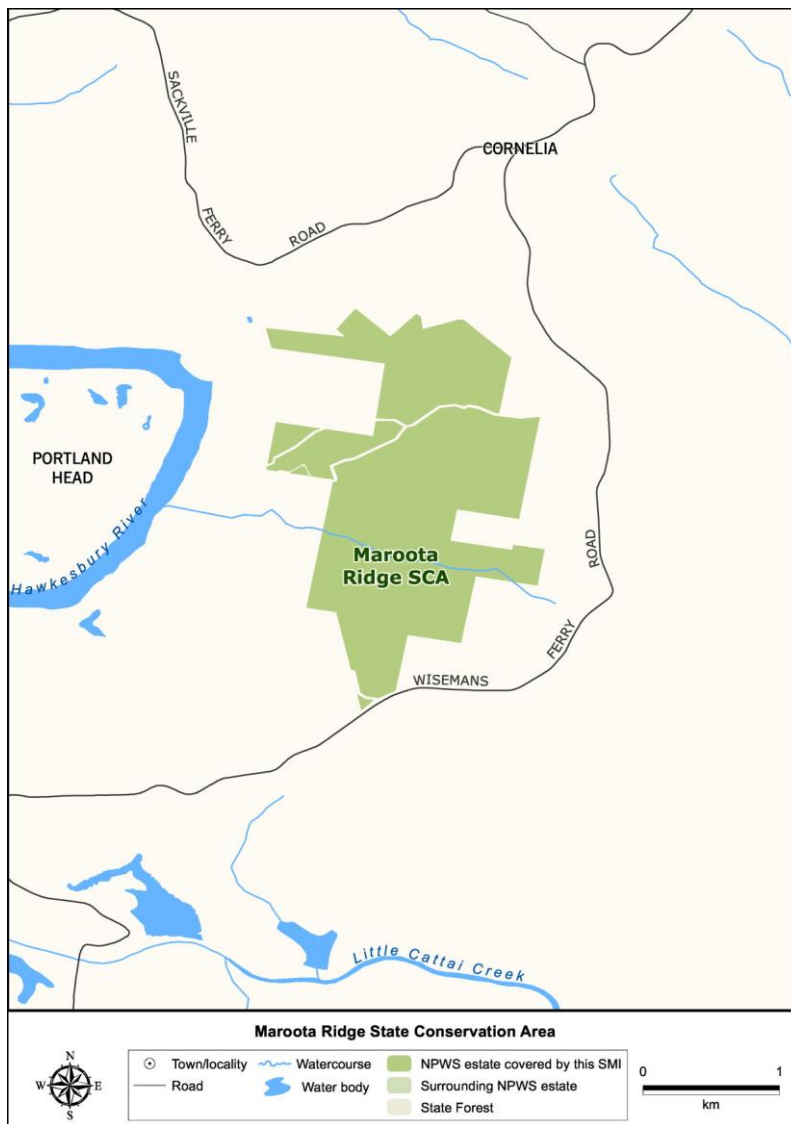 SACKVILLE
FERRY
ROAD
CORNELIA
PORTLAND
HEAD
Hawkesbury River
Maroota
Ridge SCA
ROAD
FERRY
WISEMANS
Little Cattai Creek
Maroota Ridge State Conservation Area
N
W E
S
Town/locality
Road
Watercourse
Water body
NPWS estate covered by this SMI
Surrounding NPWS estate
State Forest
0 1
km